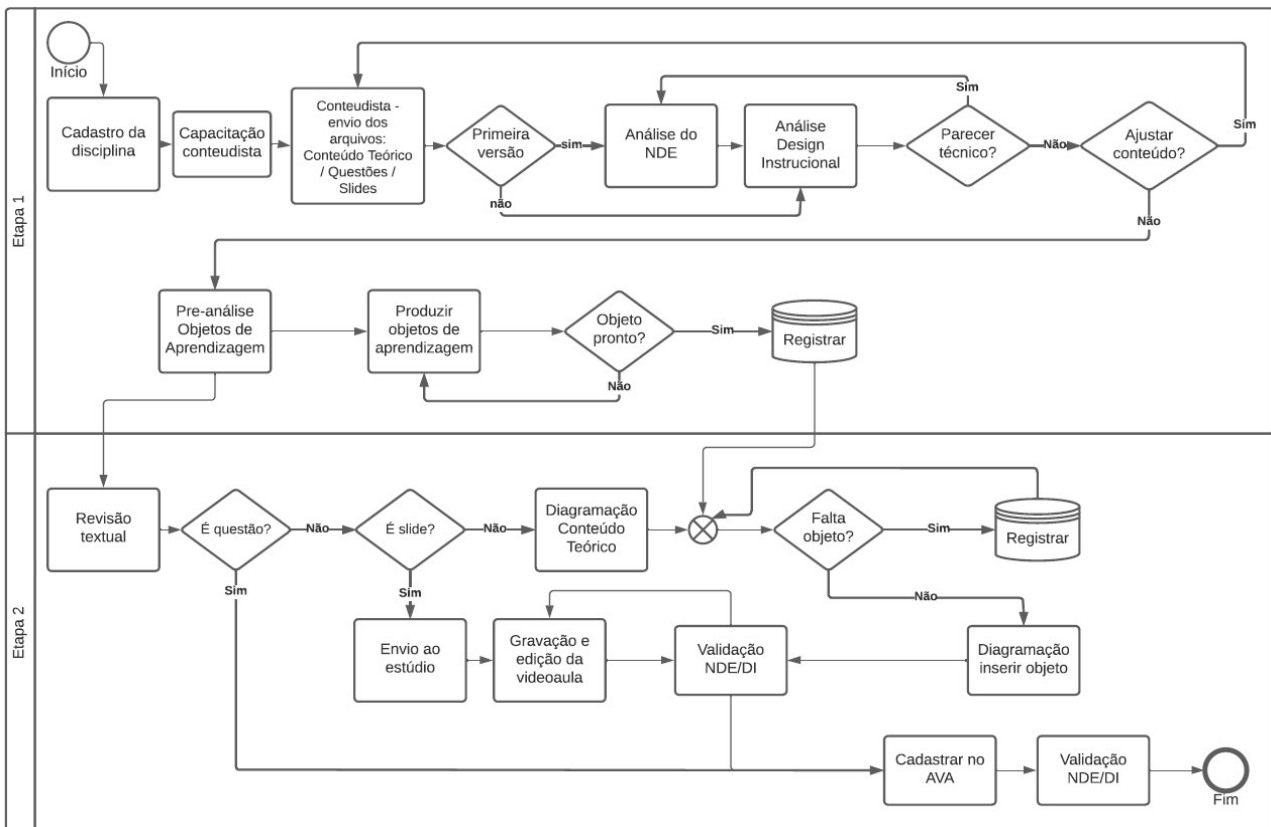 Etapa 1
Início
Cadastro da
disciplina
Capacitação
conteudista
Conteudista -
envio dos
arquivos:
Conteúdo Teórico
/ Questões /
Slides
Primeira
versão
sim
não
Análise do
NDE
Análise
Design
Instrucional
Parecer
técnico?
Sim
Não
Ajustar
conteúdo?
Sim
Não
Pre-análise
Objetos de
Aprendizagem
Produzir
objetos de
aprendizagem
Objeto
pronto?
Sim
Não
Registrar
Etapa 2
Revisão
textual
É questão?
Não
Sim
É slide?
Não
Sim
Diagramação
Conteúdo
Teórico
Falta
objeto?
Sim
Não
Registrar
Envio ao
estúdio
Gravação e
edição da
videoaula
Validação
NDE/DI
Diagramação
inserir objeto
Cadastrar no
AVA
Validação
NDE/DI
Fim